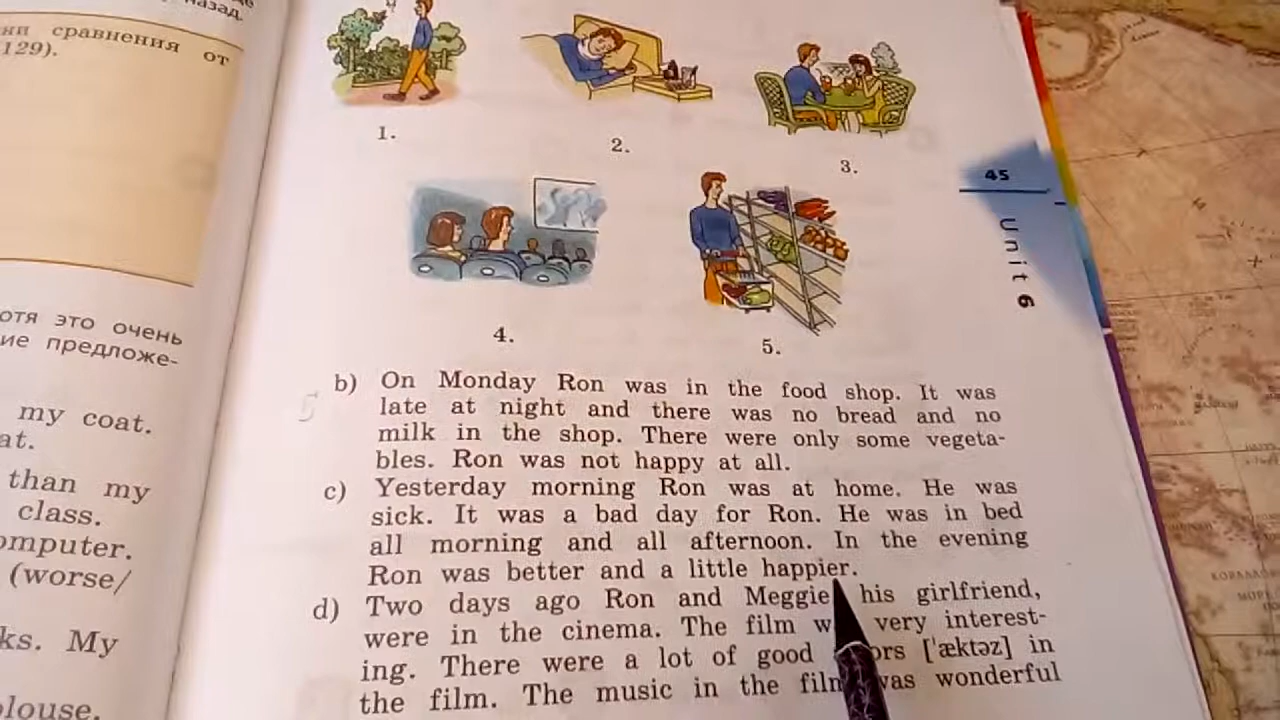 назад.
сравнения от
129).
отя это очень
ие предложе-
my coat.
at.
than my
class.
omputer.
(worse/
ks. My
louse.
1.
2.
3.
4.
5.
45
Unit 6
b) On Monday Ron was in the food shop. It was
late at night and there was no bread and no
milk in the shop. There were only some vegeta-
bles. Ron was not happy at all.
c) Yesterday morning Ron was at home. He was
sick. It was a bad day for Ron. He was in bed
all morning and all afternoon. In the evening
Ron was better and a little happier.
d) Two days ago Ron and Meggie his girlfriend,
were in the cinema. The film w very interest-
ing. There were a lot of good ors ['æktəz] in
the film. The music in the film was wonderful